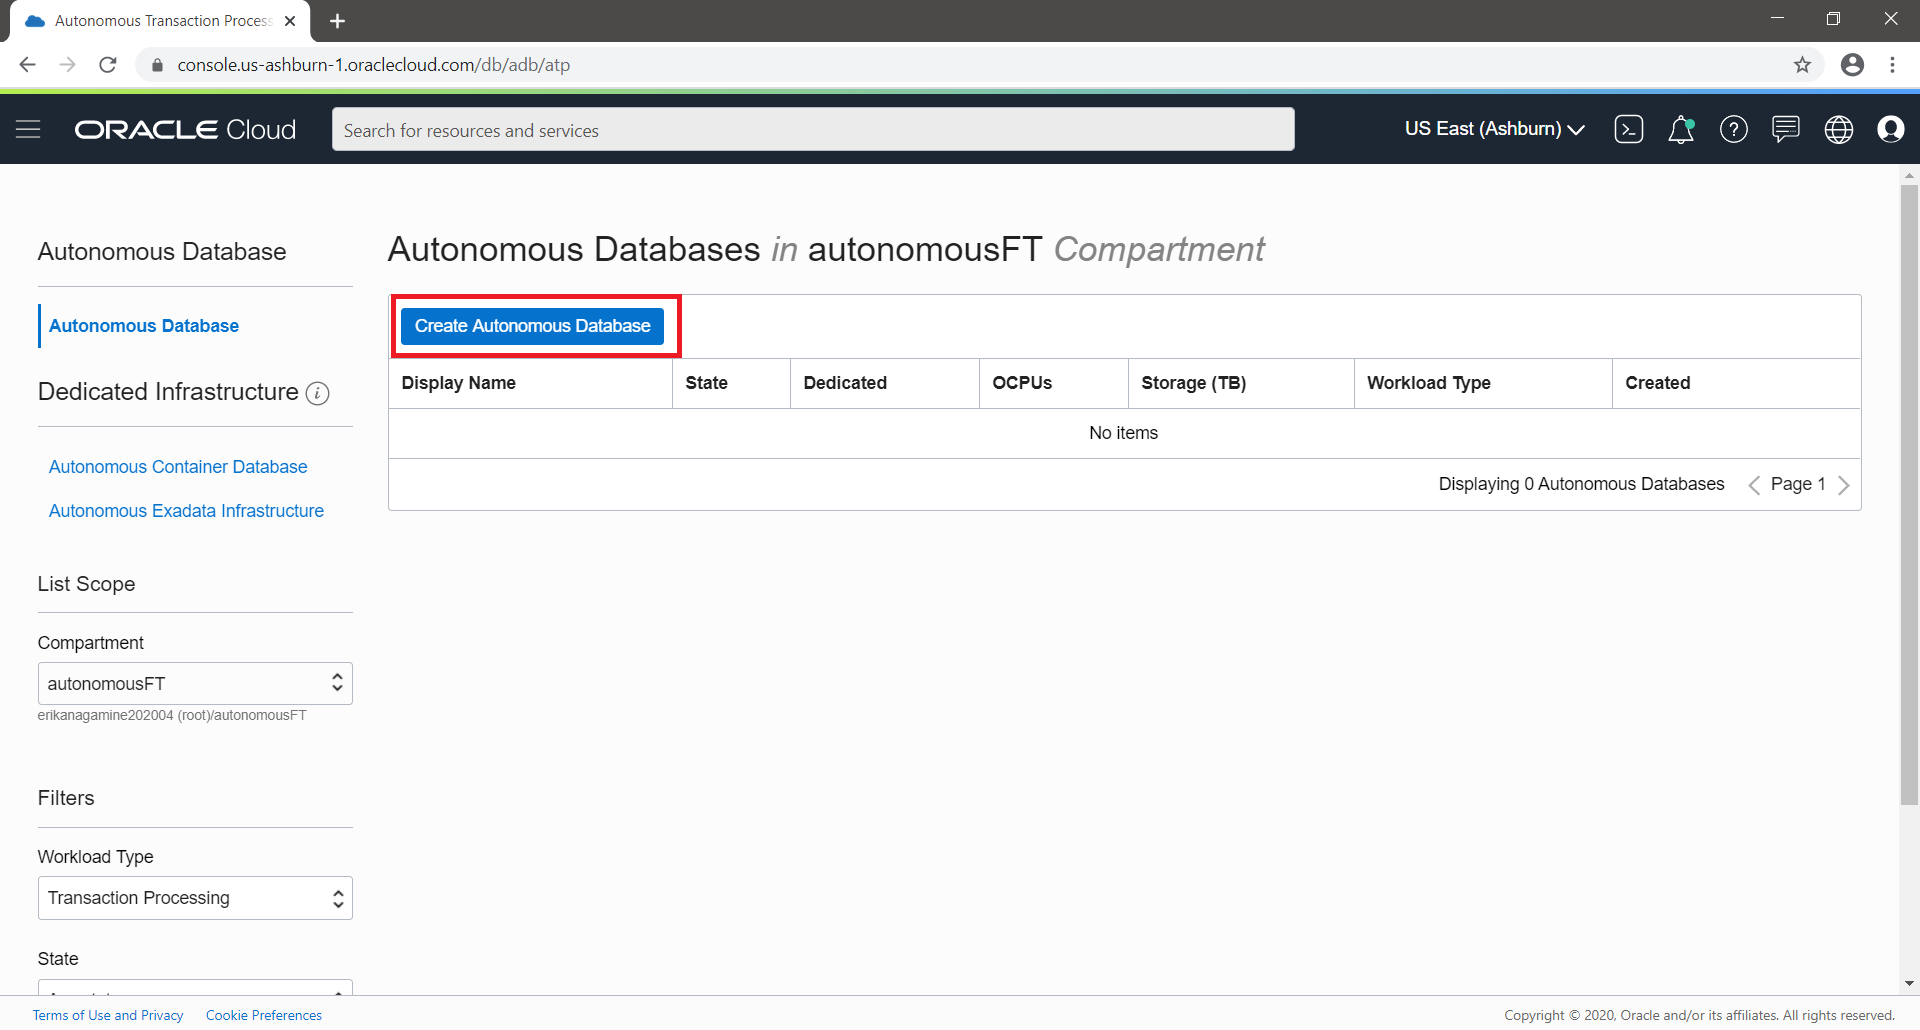 Autonomous Transaction Process
console.us-ashburn-1.oraclecloud.com/db/adb/atp
ORACLE Cloud
Search for resources and services
US East (Ashburn)
Autonomous Database
Autonomous Database
Dedicated Infrastructure
Autonomous Container Database
Autonomous Exadata Infrastructure
List Scope
Compartment
autonomousFT
erikanagamine202004 (root)/autonomousFT
Filters
Workload Type
Transaction Processing
State
Autonomous Databases in autonomousFT Compartment
Create Autonomous Database
Display Name State Dedicated OCPUs Storage (TB) Workload Type Created
No items
Displaying 0 Autonomous Databases Page 1
Terms of Use and Privacy Cookie Preferences
Copyright © 2020, Oracle and/or its affiliates. All rights reserved.